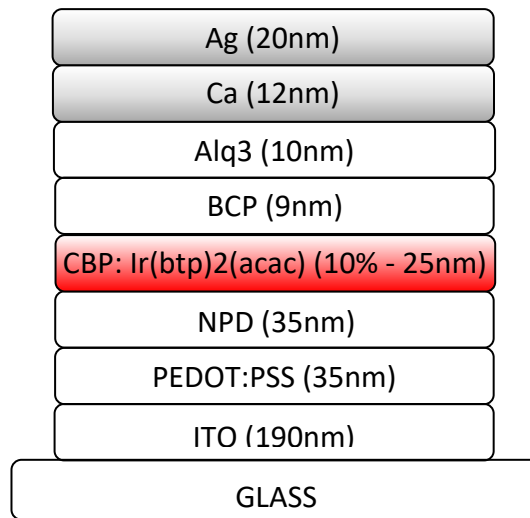 Ag (20nm)
Ca (12nm)
Alq3 (10nm)
BCP (9nm)
CBP: Ir(btp)2(acac) (10% - 25nm)
NPD (35nm)
PEDOT:PSS (35nm)
ITO (190nm)
GLASS